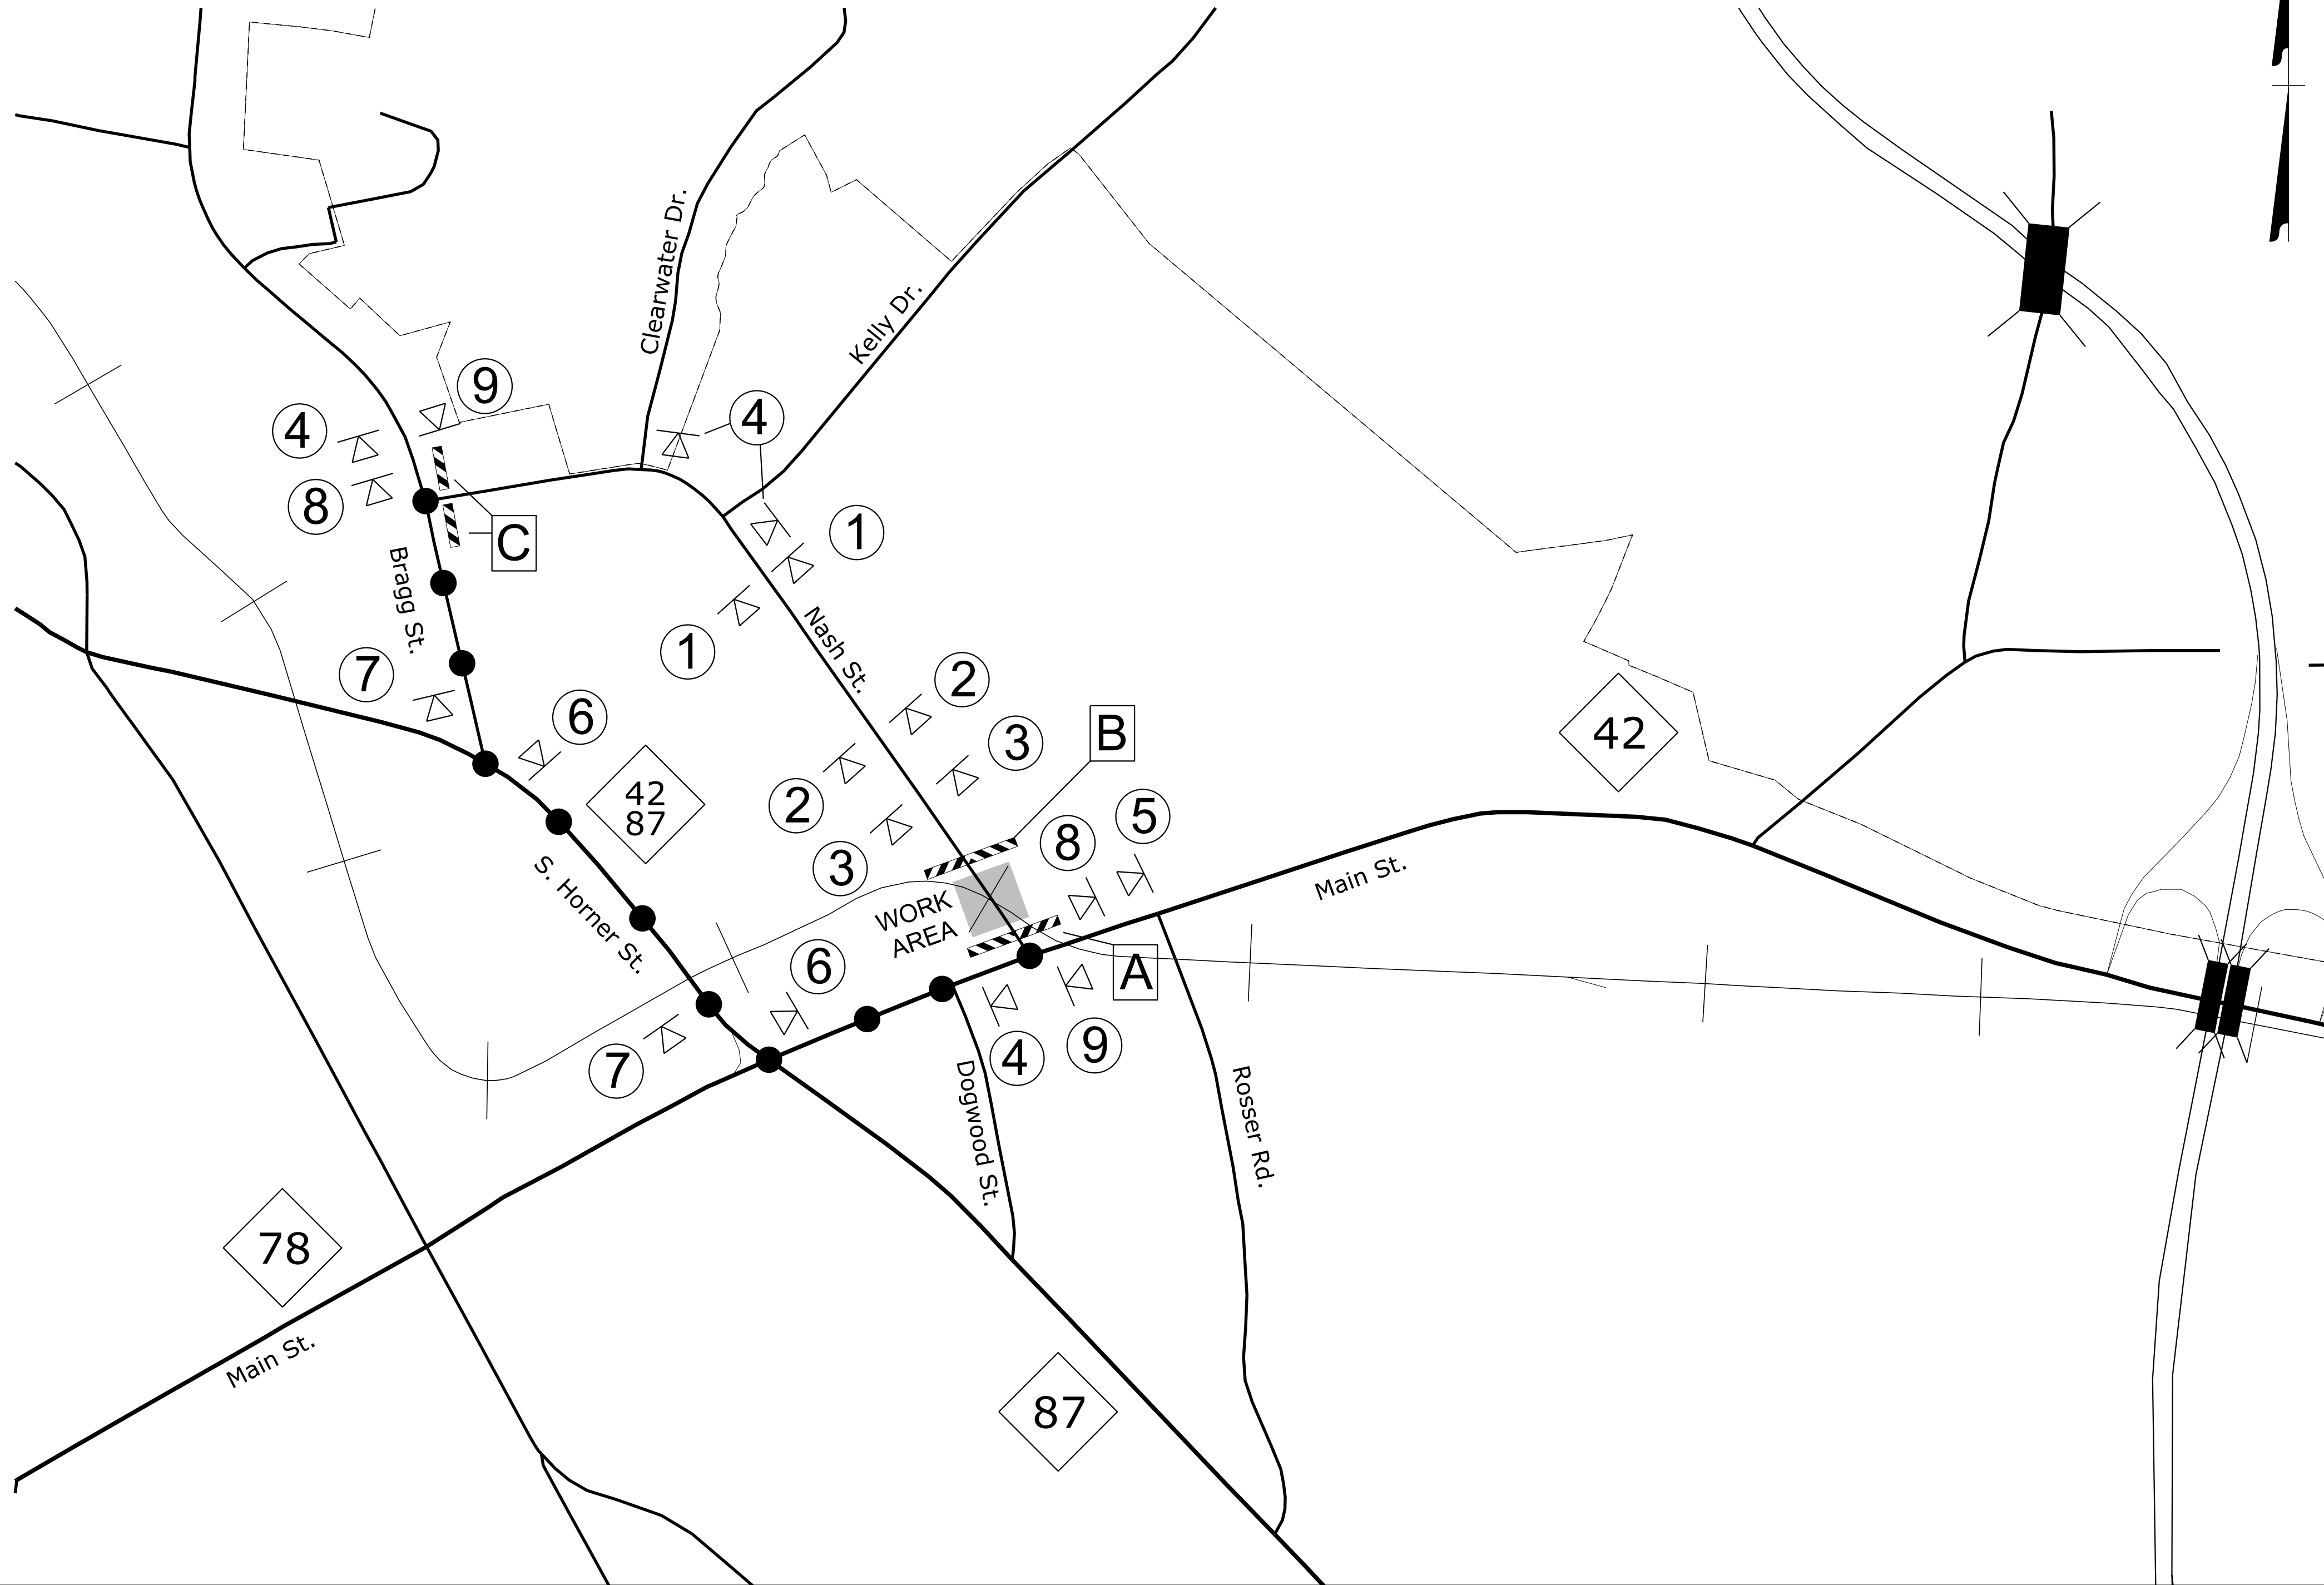 Clearwater Dr.
Kelly Dr.
9
4
4
8
C
1
Bragg St.
1
Nash St.
7
2
6
3
B
42
42
87
2
5
8
3
S. Horner St.
WORK
AREA
Main St.
6
A
7
4
9
Dogwood St.
Rosser Rd.
78
Main St.
87